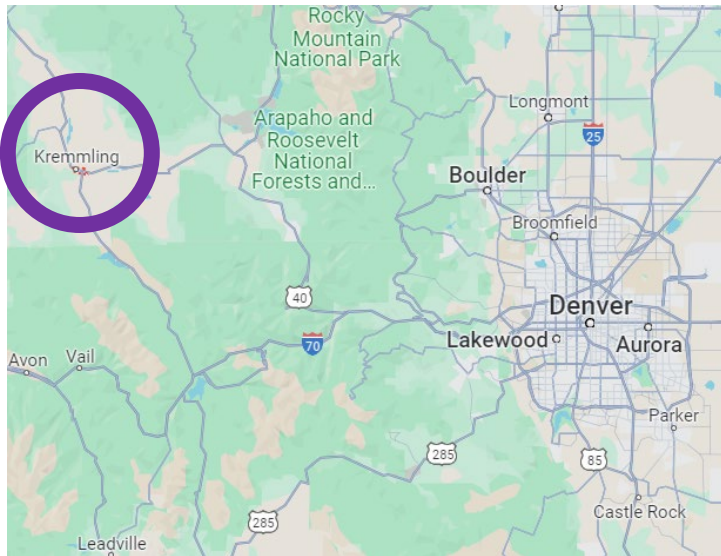 Rocky
Mountain
National Park
Longmont
Arapaho and
Roosevelt
National
Forests and...
25
Kremmling
Boulder
Broomfield
40
Denver
Lakewood
Aurora
70
Avon
Vail
Parker
285
85
Castle Rock
285
Leadville